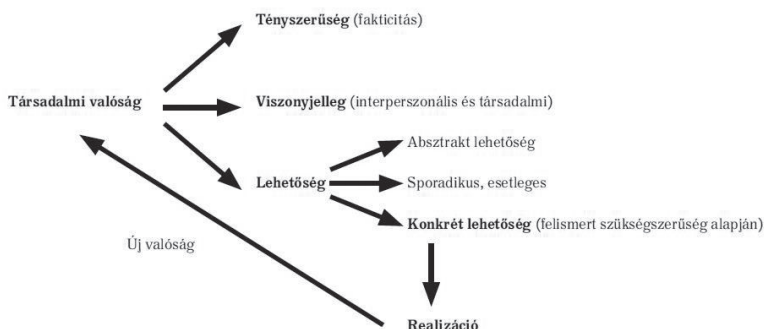 Tényszerűség (fakticitás)
Társadalmi valóság
Viszonyjelleg (interperszonális és társadalmi)
Absztrakt lehetőség
Lehetőség
Sporadikus, esetleges
Konkrét lehetőség (felismert szükségszerűség alapján)
Új valóság
Realizáció